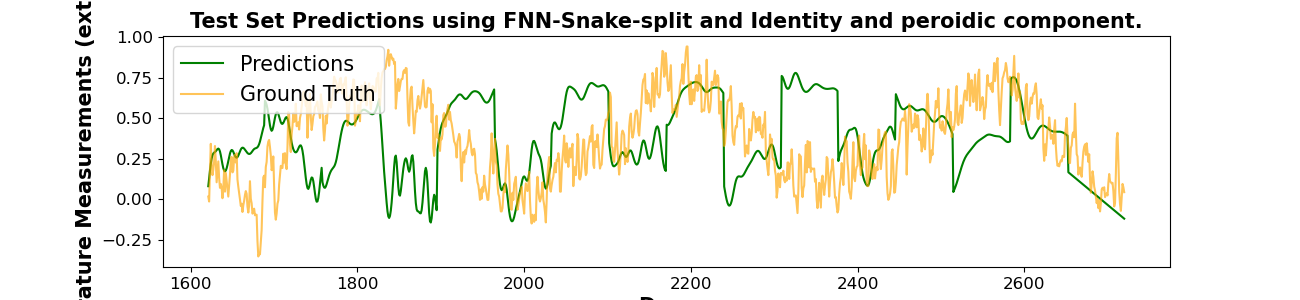 Test Set Predictions using FNN-Snake-split and Identity and peroidic component.
ature Measurements (ext
1.00
0.75
0.50
0.25
0.00
−0.25
Predictions
Ground Truth
1600 1800 2000 2200 2400 2600